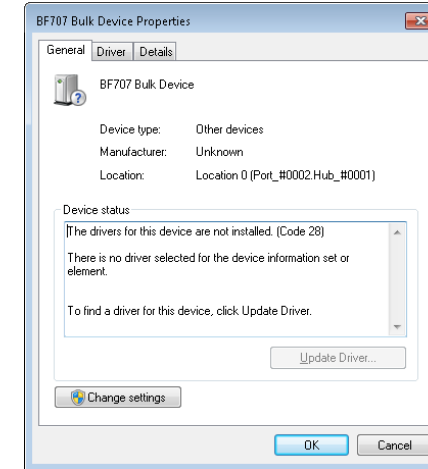 BF707 Bulk Device Properties
General Driver Details
BF707 Bulk Device
Device type: Other devices
Manufacturer: Unknown
Location: Location 0 (Port_#0002.Hub_#0001)
Device status
The drivers for this device are not installed. (Code 28)
There is no driver selected for the device information set or
element.
To find a driver for this device, click Update Driver.
Update Driver...
Change settings
OK Cancel